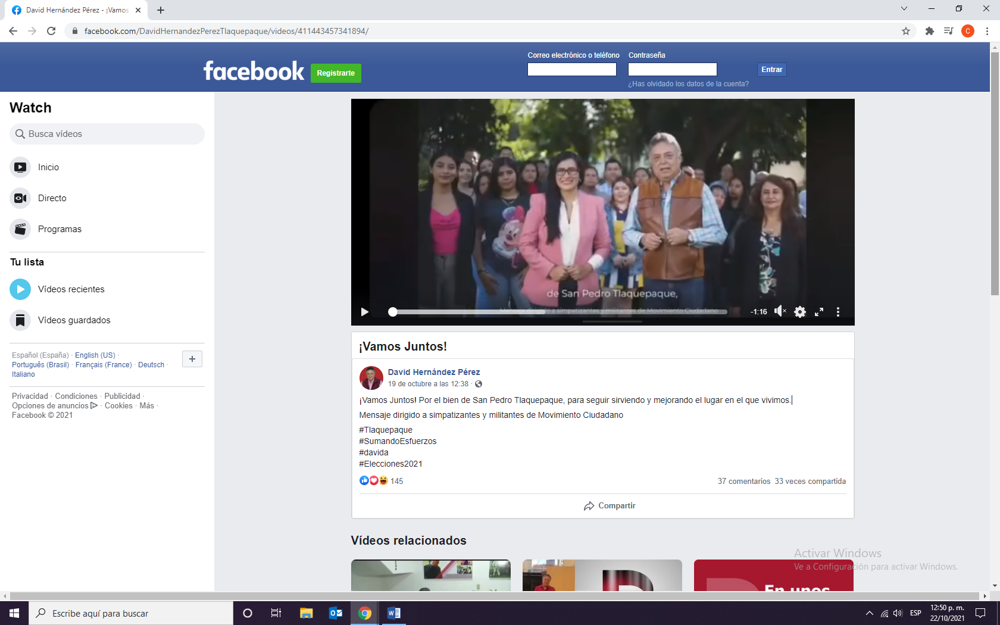 David Hernández Pérez - ¡Vamos
facebook.com/DavidHernandezPerezTlaquepaque/videos/411443457341894/
C
facebook
Registrarte
Correo electrónico o teléfono
Contraseña
Entrar
¿Has olvidado los datos de la cuenta?
Watch
Busca vídeos
Inicio
Directo
Programas
Tu lista
Vídeos recientes
Vídeos guardados
Español (España) · English (US) ·
Português (Brasil) · Français (France) · Deutsch ·
Italiano
Privacidad · Condiciones · Publicidad ·
Opciones de anuncios · Cookies · Más ·
Facebook © 2021
de San Pedro Tlaquepaque,
Mensaje dirigido a simpatizantes y militantes de Movimiento Ciudadano
-1:16
¡Vamos Juntos!
David Hernández Pérez
19 de octubre a las 12:38 ·
¡Vamos Juntos! Por el bien de San Pedro Tlaquepaque, para seguir sirviendo y mejorando el lugar en el que vivimos.
Mensaje dirigido a simpatizantes y militantes de Movimiento Ciudadano
#Tlaquepaque
#SumandoEsfuerzos
#davida
#Elecciones2021
145
37 comentarios 33 veces compartida
Compartir
Vídeos relacionados
En unos
Activar Windows
Ve a Configuración para activar Windows.
Escribe aquí para buscar
ESP
12:50 p. m.
22/10/2021